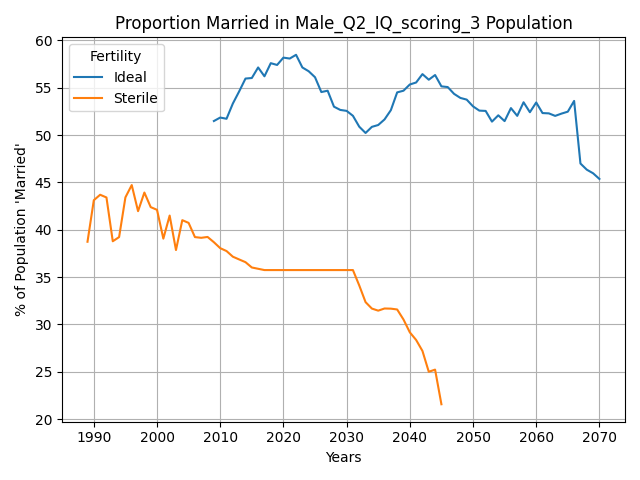 Proportion Married in Male_Q2_IQ_scoring_3 Population
Fertility
Ideal
Sterile
% of Population 'Married'
60
55
50
45
40
35
30
25
20
1990 2000 2010 2020 2030 2040 2050 2060 2070
Years